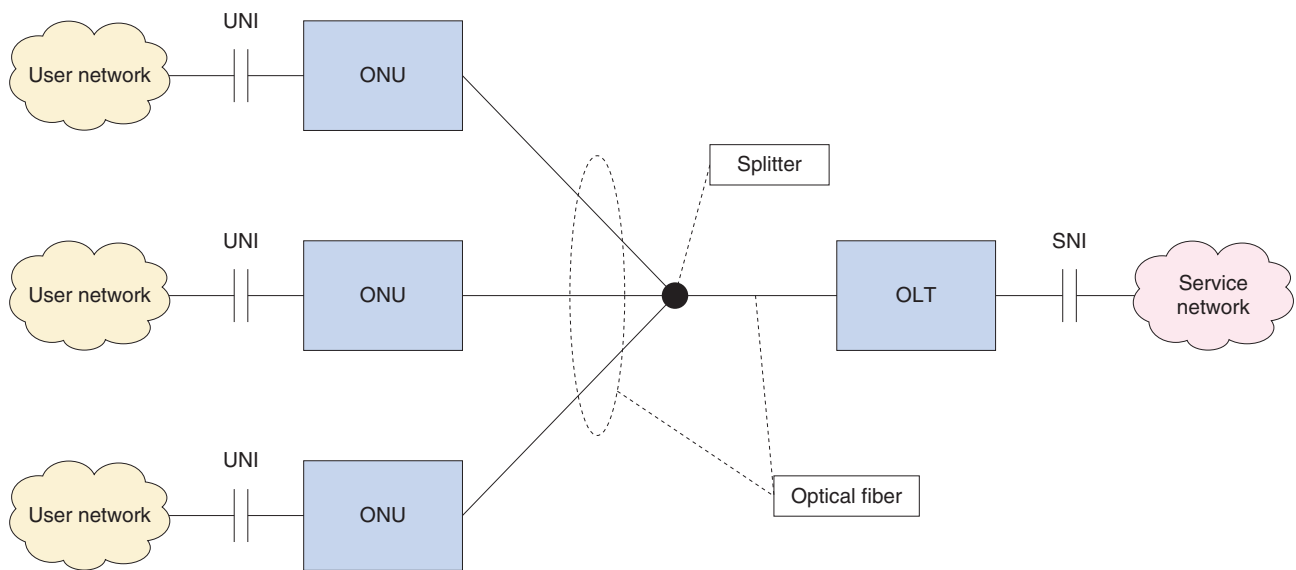 UNI
User network
ONU
Splitter
UNI
User network
ONU
OLT
SNI
Service
network
UNI
User network
ONU
Optical fiber